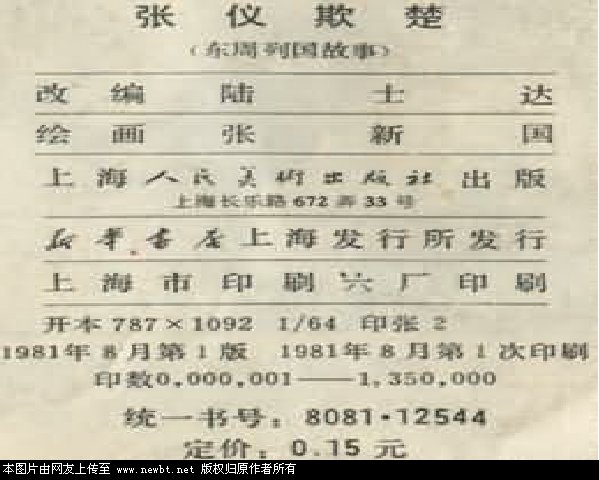 张仪欺楚
(东周列国故事)
改编 陆士达
绘画 张新国
上海人民美术出版社出版
上海长乐路672弄33号
新华书店上海发行所发行
上海市印刷六厂印刷
开本 787×1092 1/64 印张 2
1981年8月第1版 1981年8月第1次印刷
印数0,000,001——1,350,000
统一书号：8081·12544
定价：0.15元
本图片由网友上传至 www.newbt.net 版权归原作者所有